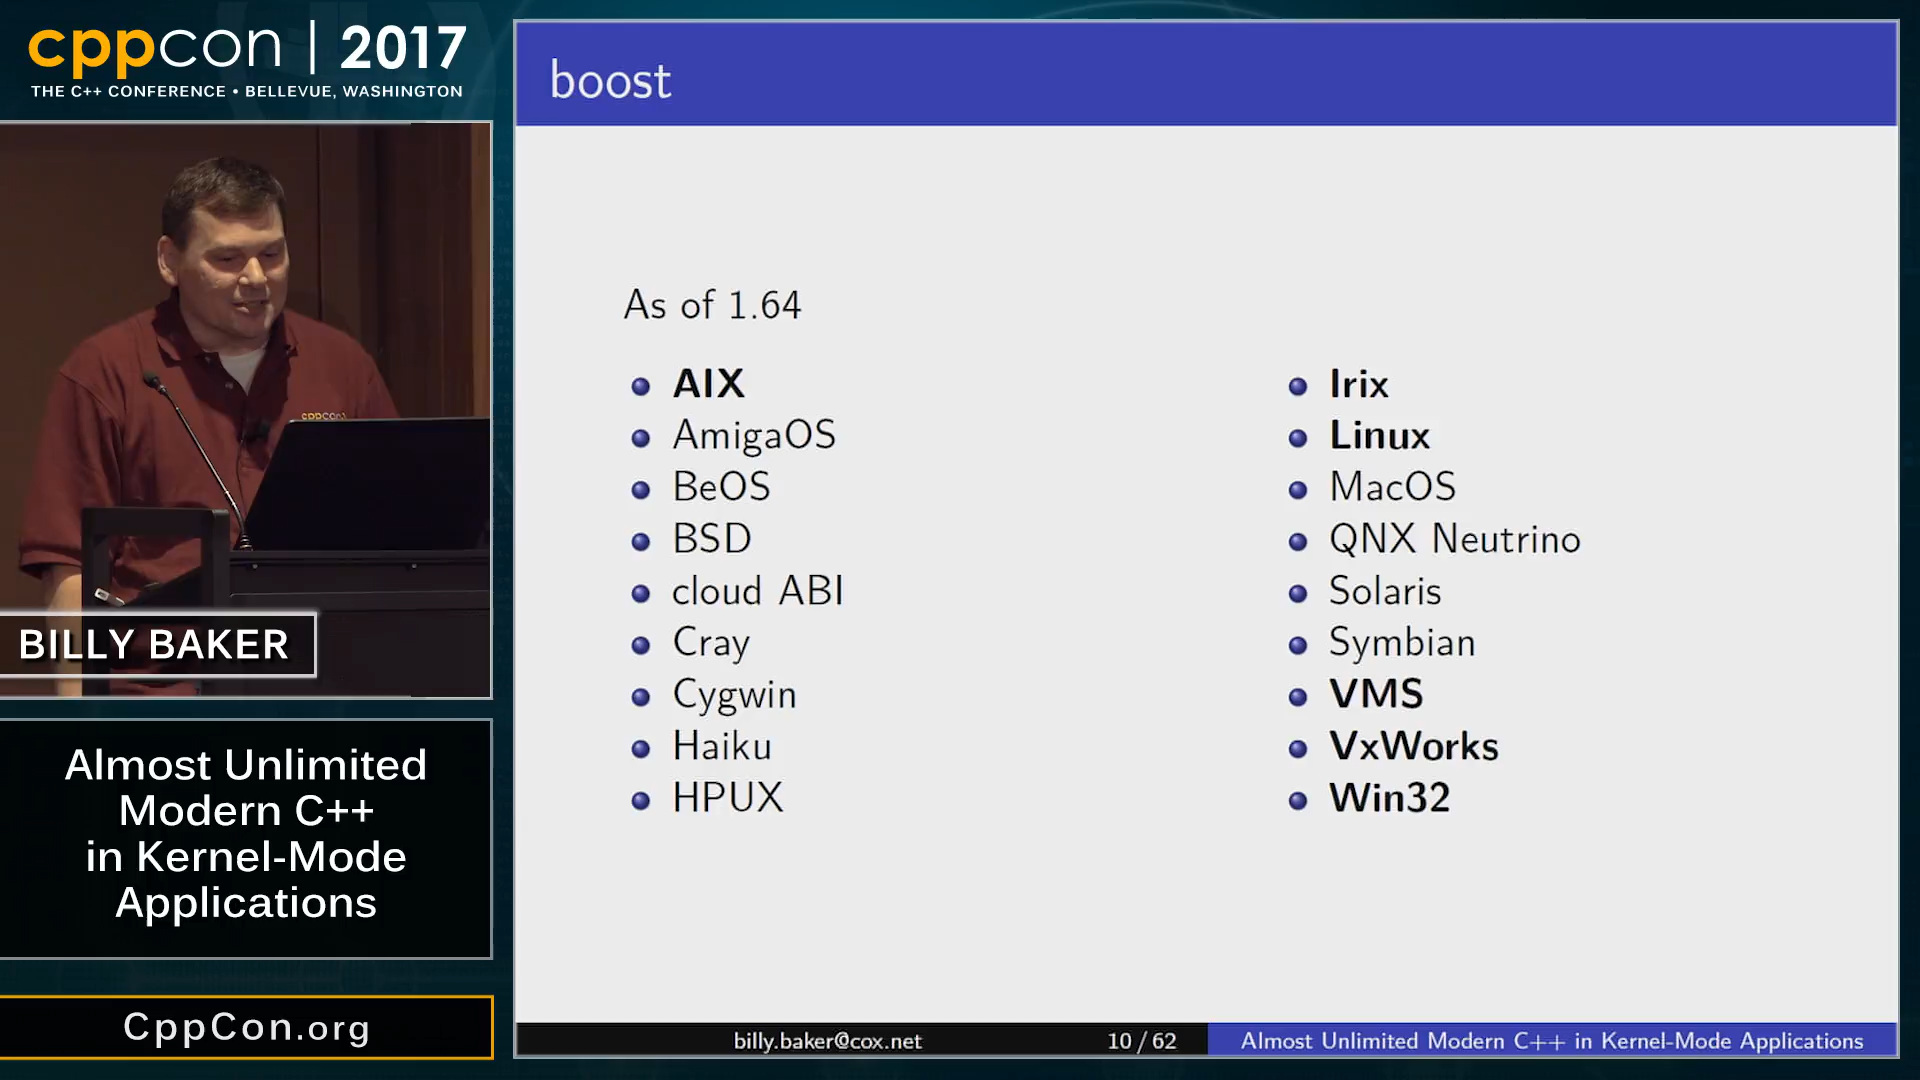 cppcon | 2017
THE C++ CONFERENCE • BELLEVUE, WASHINGTON
cppcon
BILLY BAKER
Almost Unlimited
Modern C++
in Kernel-Mode
Applications
CppCon.org
boost
As of 1.64
AIX
AmigaOS
BeOS
BSD
cloud ABI
Cray
Cygwin
Haiku
HPUX
Irix
Linux
MacOS
QNX Neutrino
Solaris
Symbian
VMS
VxWorks
Win32
billy.baker@cox.net
10 / 62
Almost Unlimited Modern C++ in Kernel-Mode Applications